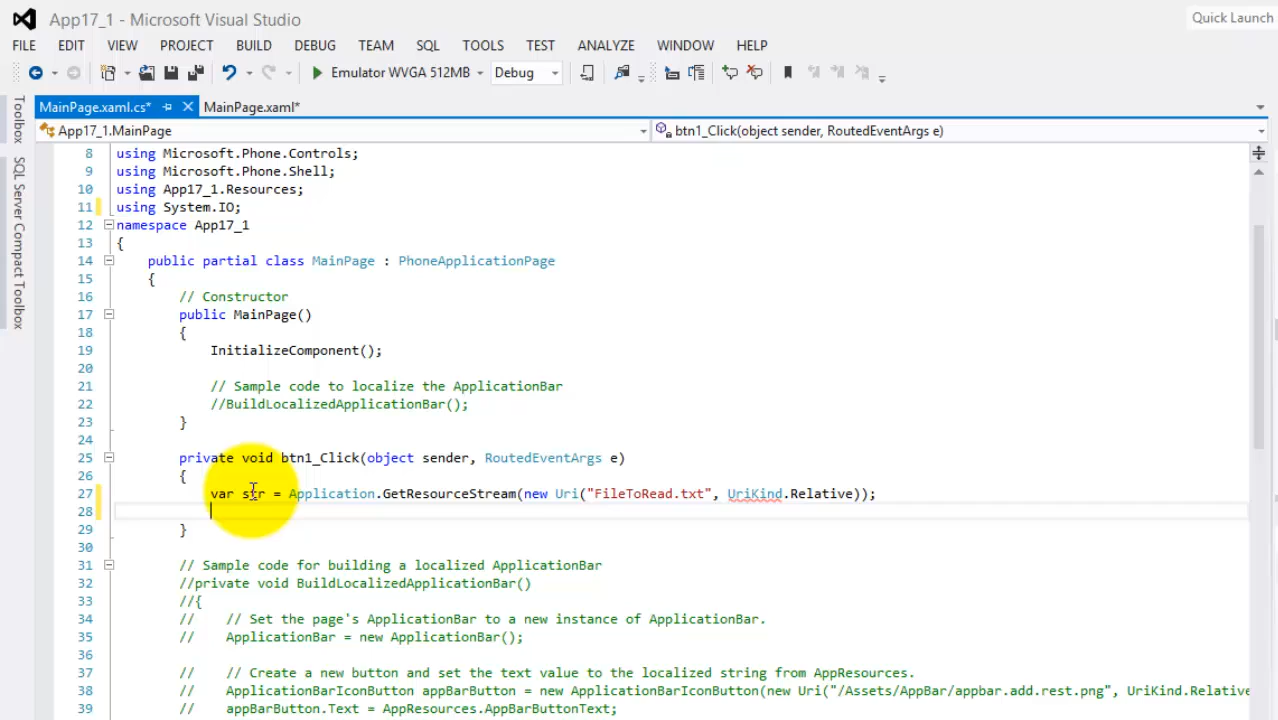 App17_1 - Microsoft Visual Studio
Quick Launch
FILE EDIT VIEW PROJECT BUILD DEBUG TEAM SQL TOOLS TEST ANALYZE WINDOW HELP
Emulator WVGA 512MB Debug
MainPage.xaml.cs* MainPage.xaml*
App17_1.MainPage btn1_Click(object sender, RoutedEventArgs e)
Toolbox
SQL Server Compact Toolbox
8 using Microsoft.Phone.Controls;
9 using Microsoft.Phone.Shell;
10 using App17_1.Resources;
11 using System.IO;
12 namespace App17_1
13 {
14 public partial class MainPage : PhoneApplicationPage
15 {
16 // Constructor
17 public MainPage()
18 {
19 InitializeComponent();
20
21 // Sample code to localize the ApplicationBar
22 //BuildLocalizedApplicationBar();
23 }
24
25 private void btn1_Click(object sender, RoutedEventArgs e)
26 {
27 var str = Application.GetResourceStream(new Uri("FileToRead.txt", UriKind.Relative));
28
29 }
30
31 // Sample code for building a localized ApplicationBar
32 //private void BuildLocalizedApplicationBar()
33 //{
34 // // Set the page's ApplicationBar to a new instance of ApplicationBar.
35 // ApplicationBar = new ApplicationBar();
36
37 // // Create a new button and set the text value to the localized string from AppResources.
38 // ApplicationBarIconButton appBarButton = new ApplicationBarIconButton(new Uri("/Assets/AppBar/appbar.add.rest.png", UriKind.Relative
39 // appBarButton.Text = AppResources.AppBarButtonText;